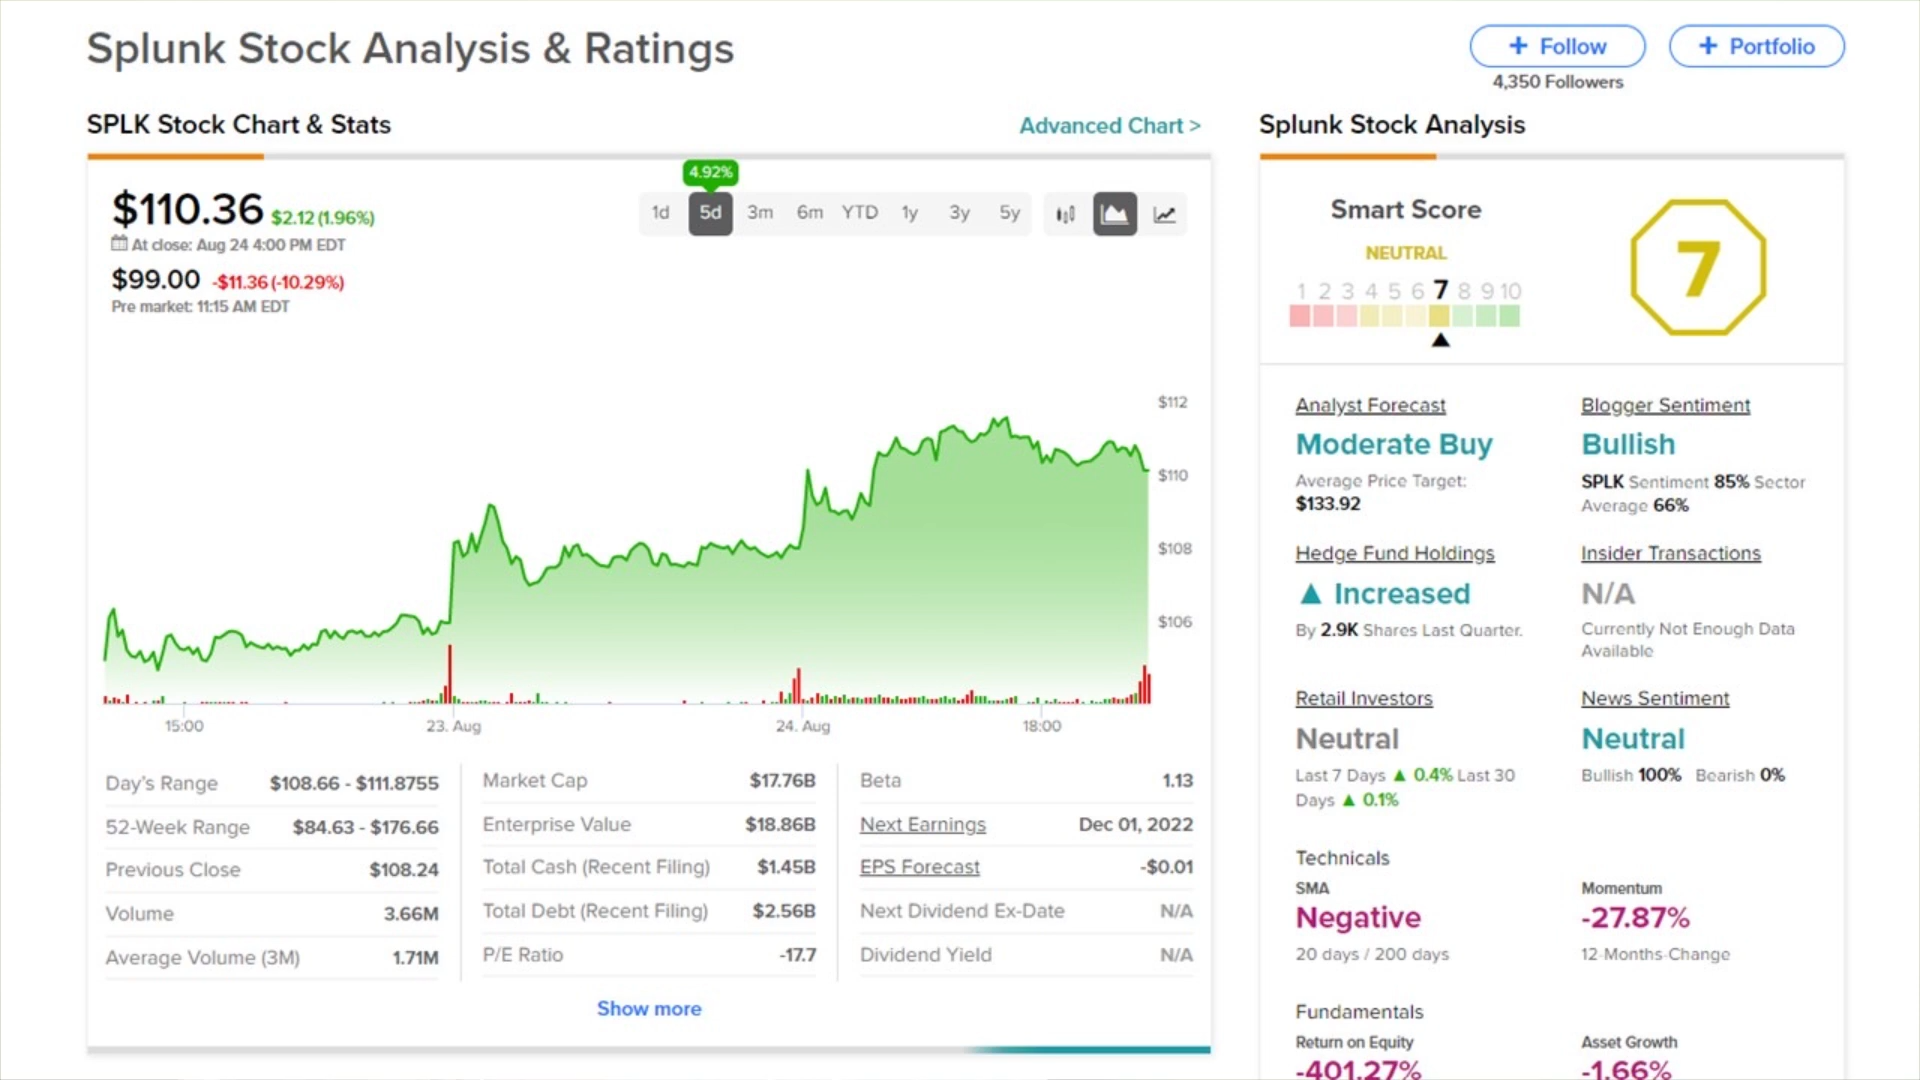 Splunk Stock Analysis & Ratings
+ Follow
4,350 Followers
+ Portfolio
SPLK Stock Chart & Stats
Advanced Chart >
4.92%
$110.36 $2.12 (1.96%)
At close: Aug 24 4:00 PM EDT
$99.00 -$11.36 (-10.29%)
Pre market: 11:15 AM EDT
1d 5d 3m 6m YTD 1y 3y 5y
$112
$110
$108
$106
15:00 23. Aug 24. Aug 18:00
Day's Range $108.66 - $111.8755
52-Week Range $84.63 - $176.66
Previous Close $108.24
Volume 3.66M
Average Volume (3M) 1.71M
Market Cap $17.76B
Enterprise Value $18.86B
Total Cash (Recent Filing) $1.45B
Total Debt (Recent Filing) $2.56B
P/E Ratio -17.7
Beta 1.13
Next Earnings Dec 01, 2022
EPS Forecast -$0.01
Next Dividend Ex-Date N/A
Dividend Yield N/A
Show more
Splunk Stock Analysis
Smart Score
NEUTRAL
1 2 3 4 5 6 7 8 9 10
7
Analyst Forecast
Moderate Buy
Average Price Target:
$133.92
Blogger Sentiment
Bullish
SPLK Sentiment 85% Sector
Average 66%
Hedge Fund Holdings
▲ Increased
By 2.9K Shares Last Quarter.
Insider Transactions
N/A
Currently Not Enough Data
Available
Retail Investors
Neutral
Last 7 Days ▲ 0.4% Last 30
Days ▲ 0.1%
News Sentiment
Neutral
Bullish 100% Bearish 0%
Technicals
SMA
Negative
20 days / 200 days
Momentum
-27.87%
12-Months-Change
Fundamentals
Return on Equity
-401.27%
Asset Growth
-1.66%